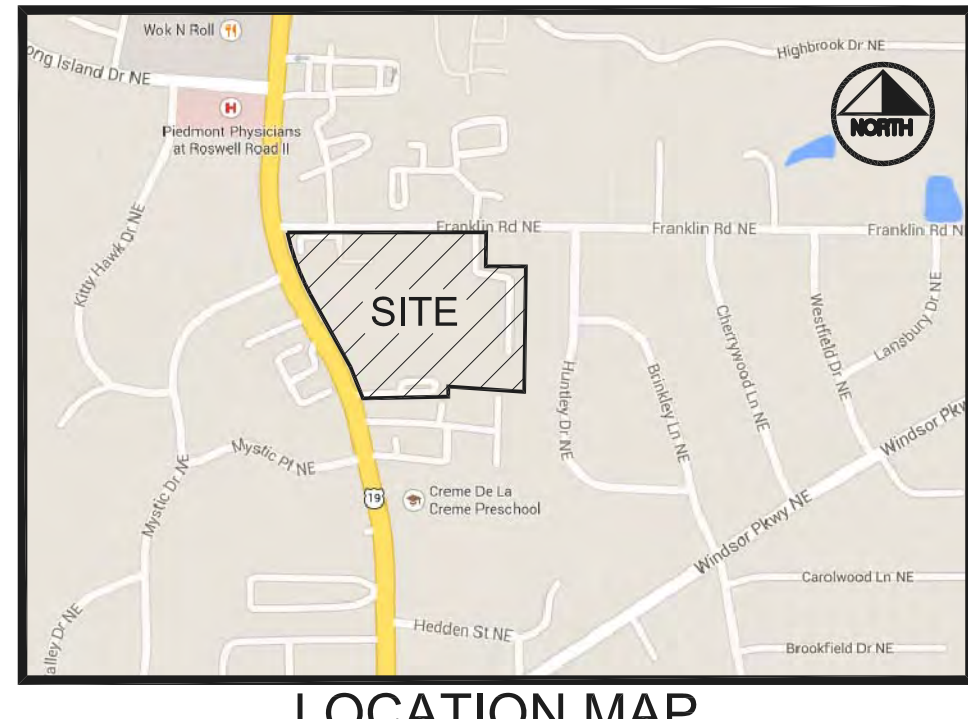 Wok N Roll
Highbrook Dr NE
ong Island Dr NE
NORTH
H
Piedmont Physicians
at Roswell Road II
Kitty Hawk Dr NE
Franklin Rd NE
Franklin Rd NE
Franklin Rd N
SITE
Lansbury Dr NE
Westfield Dr NE
Cherrywood Ln NE
Brinkley Ln NE
Huntley Dr NE
Windsor Pkw
Mystic Pl NE
Mystic Dr NE
19
Creme De La
Creme Preschool
Windsor Pkwy NE
Carolwood Ln NE
alley Dr NE
Hedden St NE
Brookfield Dr NE
LOCATION MAP